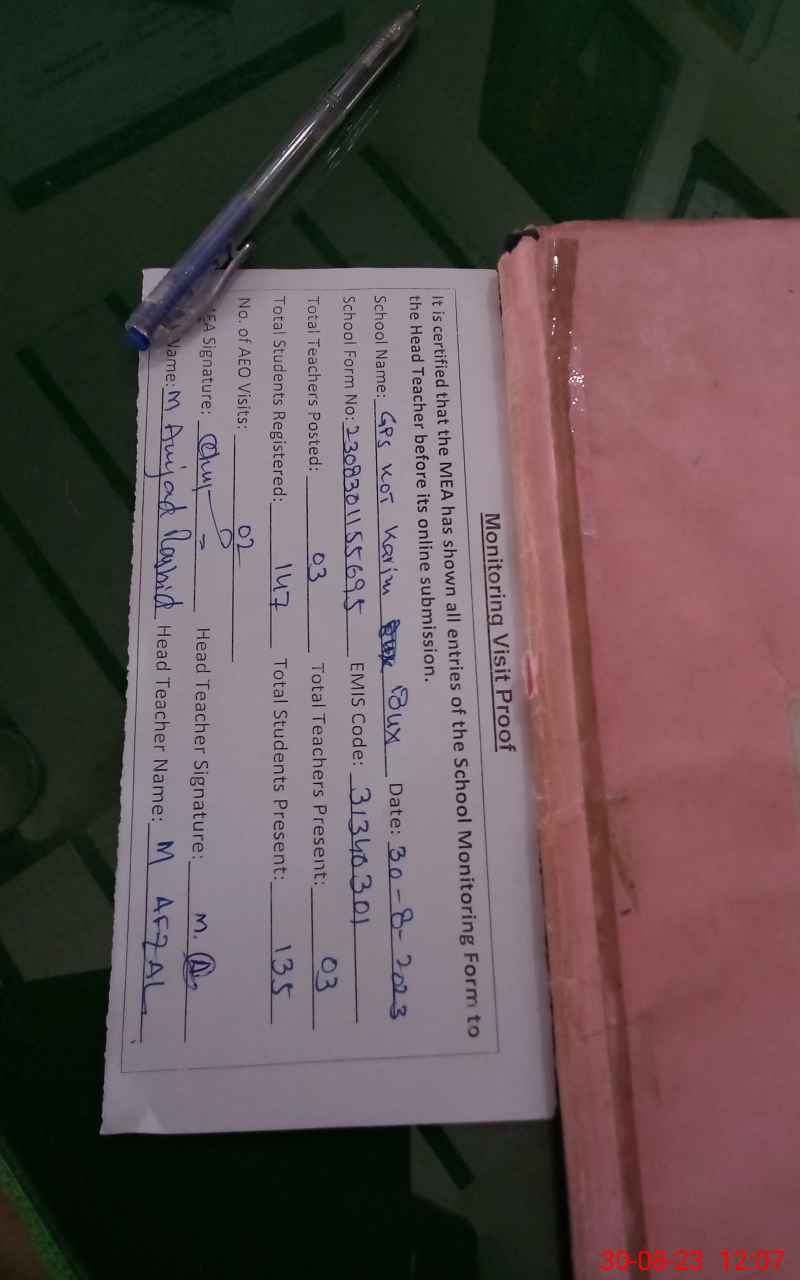 Monitoring Visit Proof
It is certified that the MEA has shown all entries of the School Monitoring Form to
the Head Teacher before its online submission.
School Name: GPS KOT Karim Bux Date: 30-8-2023
School Form No: 2308301155695 EMIS Code: 31340301
Total Teachers Posted: 03 Total Teachers Present: 03
Total Students Registered: 147 Total Students Present: 135
No. of AEO Visits: 02
EA Signature: Head Teacher Signature: M.
Name: M Amjad Rashid Head Teacher Name: M AFZAL
30-08-23 12:07